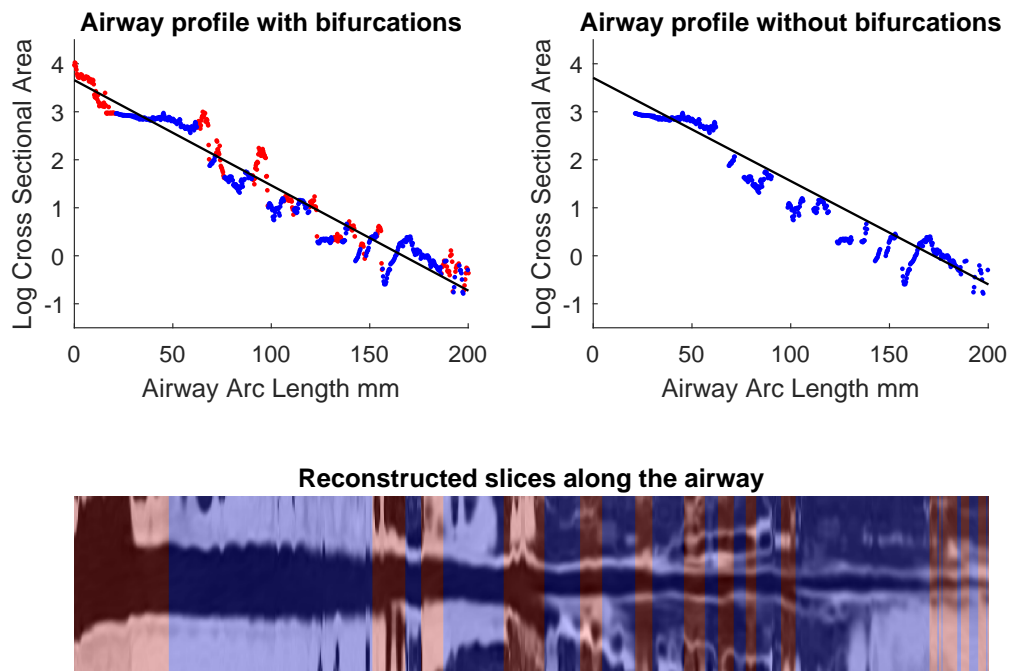 Airway profile with bifurcations
Log Cross Sectional Area
4
3
2
1
0
-1
0 50 100 150 200
Airway Arc Length mm
Airway profile without bifurcations
Log Cross Sectional Area
4
3
2
1
0
-1
0 50 100 150 200
Airway Arc Length mm
Reconstructed slices along the airway